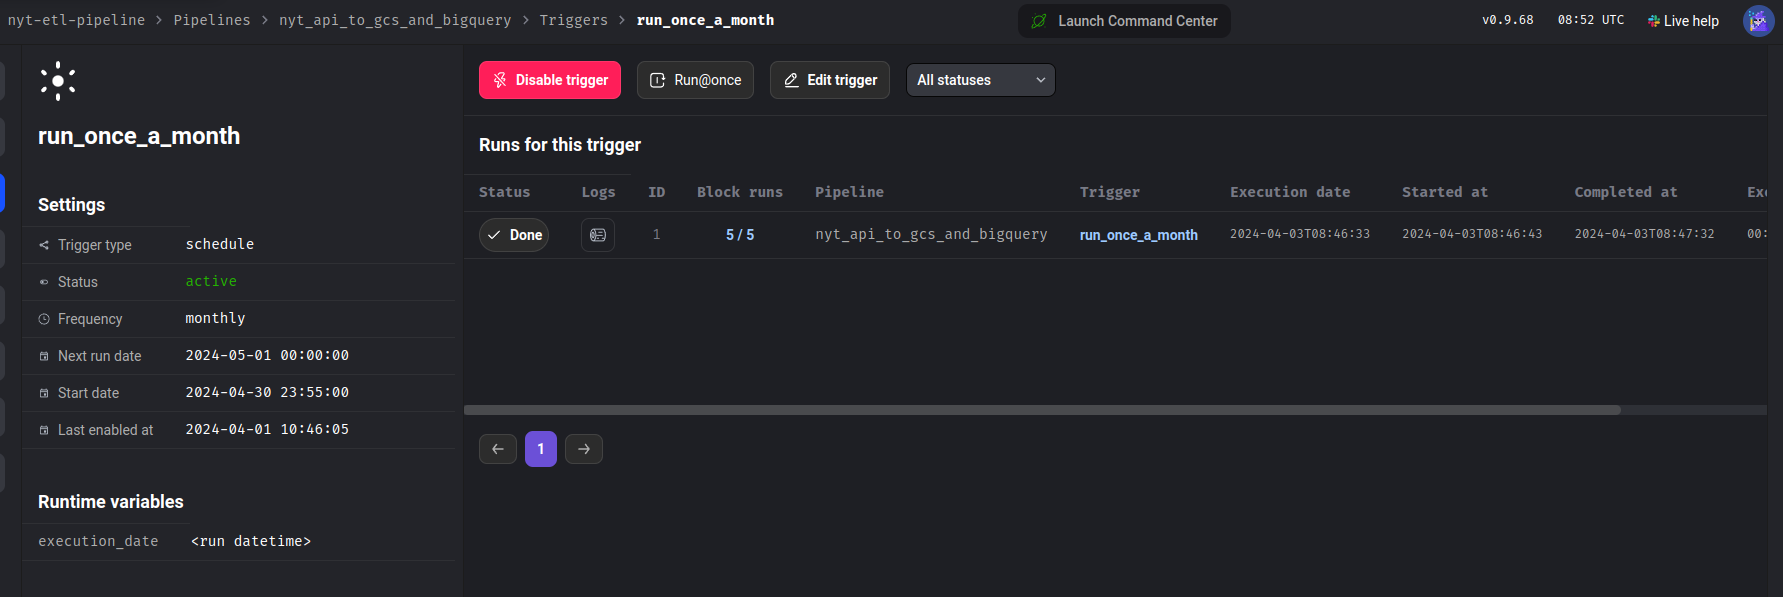 nyt-etl-pipeline > Pipelines > nyt_api_to_gcs_and_bigquery > Triggers > run_once_a_month
Launch Command Center
v0.9.68 08:52 UTC Live help
run_once_a_month
Settings
Trigger type schedule
Status active
Frequency monthly
Next run date 2024-05-01 00:00:00
Start date 2024-04-30 23:55:00
Last enabled at 2024-04-01 10:46:05
Runtime variables
execution_date <run datetime>
Disable trigger Run@once Edit trigger All statuses
Runs for this trigger
Status Logs ID Block runs Pipeline Trigger Execution date Started at Completed at
Done 1 5 / 5 nyt_api_to_gcs_and_bigquery run_once_a_month 2024-04-03T08:46:33 2024-04-03T08:46:43 2024-04-03T08:47:32 00:
1